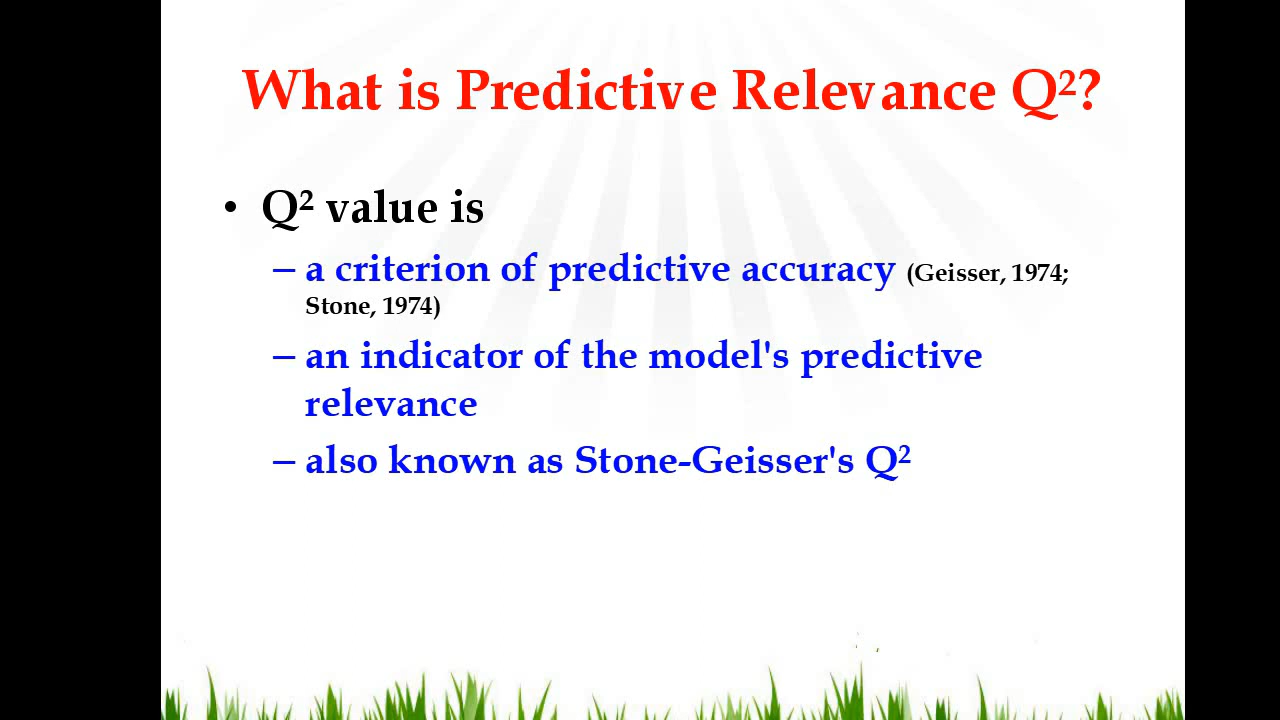 What is Predictive Relevance Q²?
• Q² value is
– a criterion of predictive accuracy (Geisser, 1974;
Stone, 1974)
– an indicator of the model's predictive
relevance
– also known as Stone-Geisser's Q²